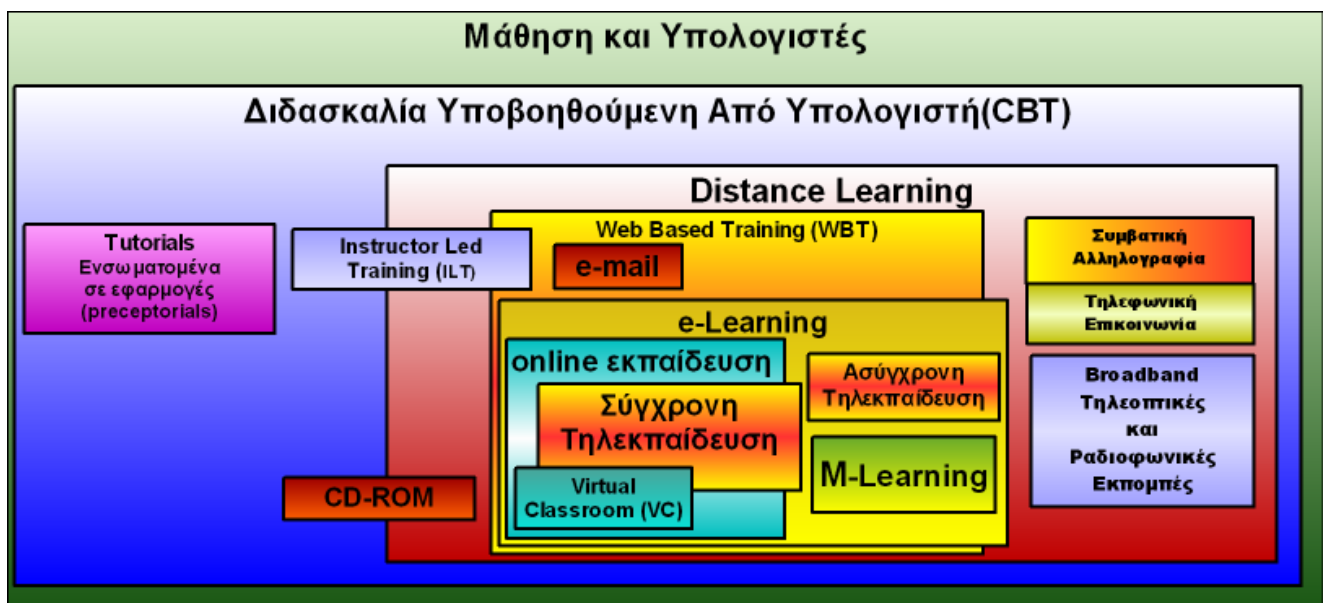 Μάθηση και Υπολογιστές
Διδασκαλία Υποβοηθούμενη Από Υπολογιστή(CBT)
Distance Learning
Tutorials
Ενσωματομένα
σε εφαρμογές
(preceptorials)
Instructor Led
Training (ILT)
Web Based Training (WBT)
e-mail
e-Learning
online εκπαίδευση
Σύγχρονη
Τηλεκπαίδευση
Virtual
Classroom (VC)
Ασύγχρονη
Τηλεκπαίδευση
M-Learning
CD-ROM
Συμβατική
Αλληλογραφία
Τηλεφωνική
Επικοινωνία
Broadband
Τηλεοπτικές
και
Ραδιοφωνικές
Εκπομπές